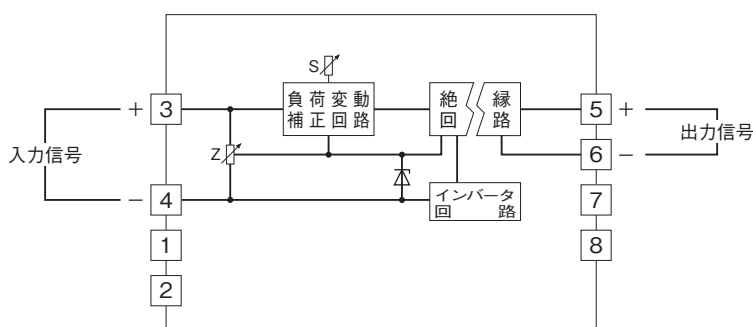 S
+ 3 負荷変動 絶 縁 5 +
補正回路 回 路
入力信号 Z 6 − 出力信号
− 4 インバータ 7
回 路
1 8
2